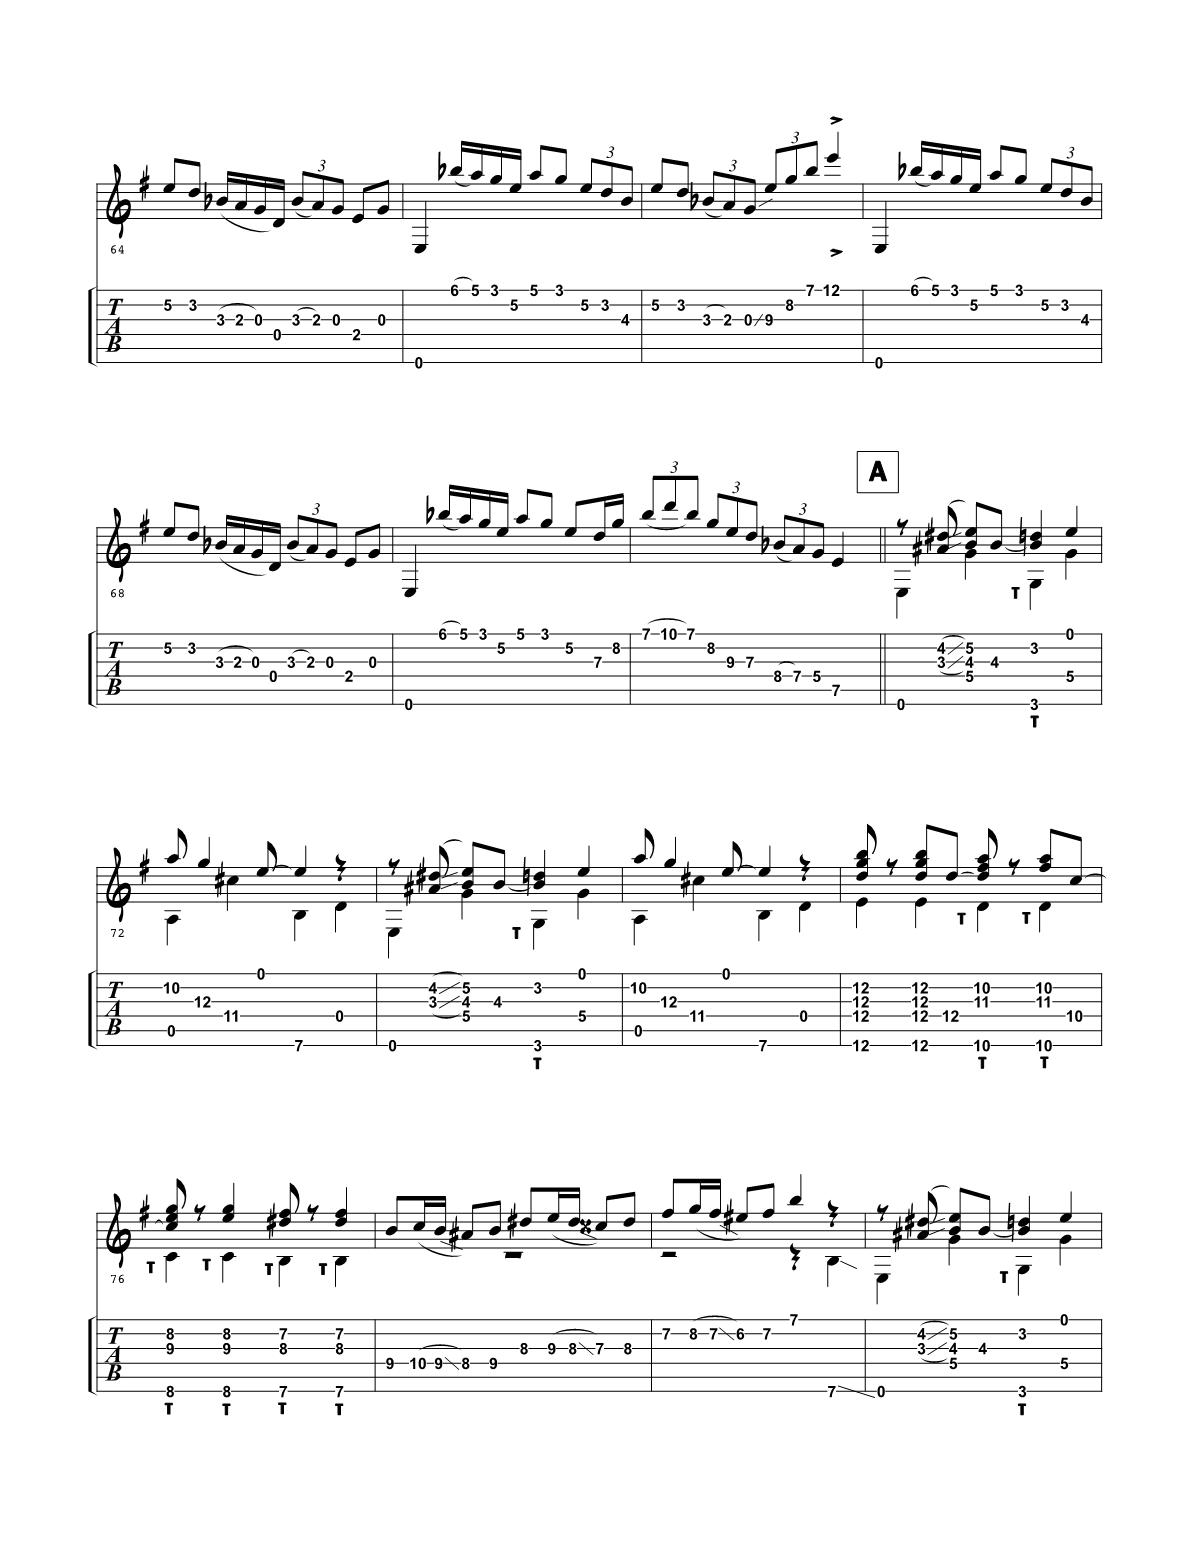 3 3 3 3
64
6 5 3 5 3 7 12 6 5 3
T 5 3 5 5 3 5 3 8 5 5 3
A 3 2 0 3 2 0 0 4 3 2 0 9 4
B 0 2
0 0
A
3 3 3 3
68 T
6 5 3 5 3 7 10 7 0
T 5 3 5 5 8 8 4 5 3
A 3 2 0 3 2 0 0 7 9 7 3 4 4
B 0 2 8 7 5 5 5
7
0 0 3
T
72 T T T
0 0 0
T 10 4 5 3 10 12 12 10 10
A 12 3 4 4 12 12 12 11 11
B 11 0 5 5 11 0 12 12 12 10
0 0
7 0 3 7 12 12 10 10
T T T
76 T T T T T
7 0
T 8 8 7 7 7 8 7 6 7 4 5 3
A 9 9 8 8 8 9 8 7 8 3 4 4
B 9 10 9 8 9 5 5
8 8 7 7 7 0 3
T T T T T